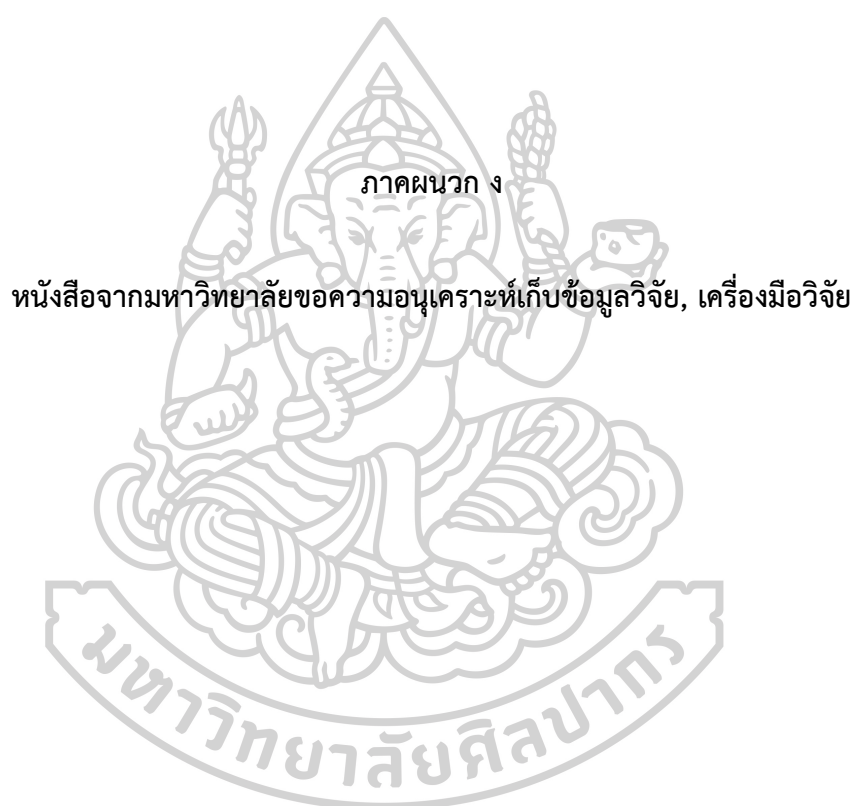 ภาคผนวก ง
หนังสือจากมหาวิทยาลัยขอความอนุเคราะห์เก็บข้อมูลวิจัย, เครื่องมือวิจัย
มหาวิทยาลัยศิลปากร